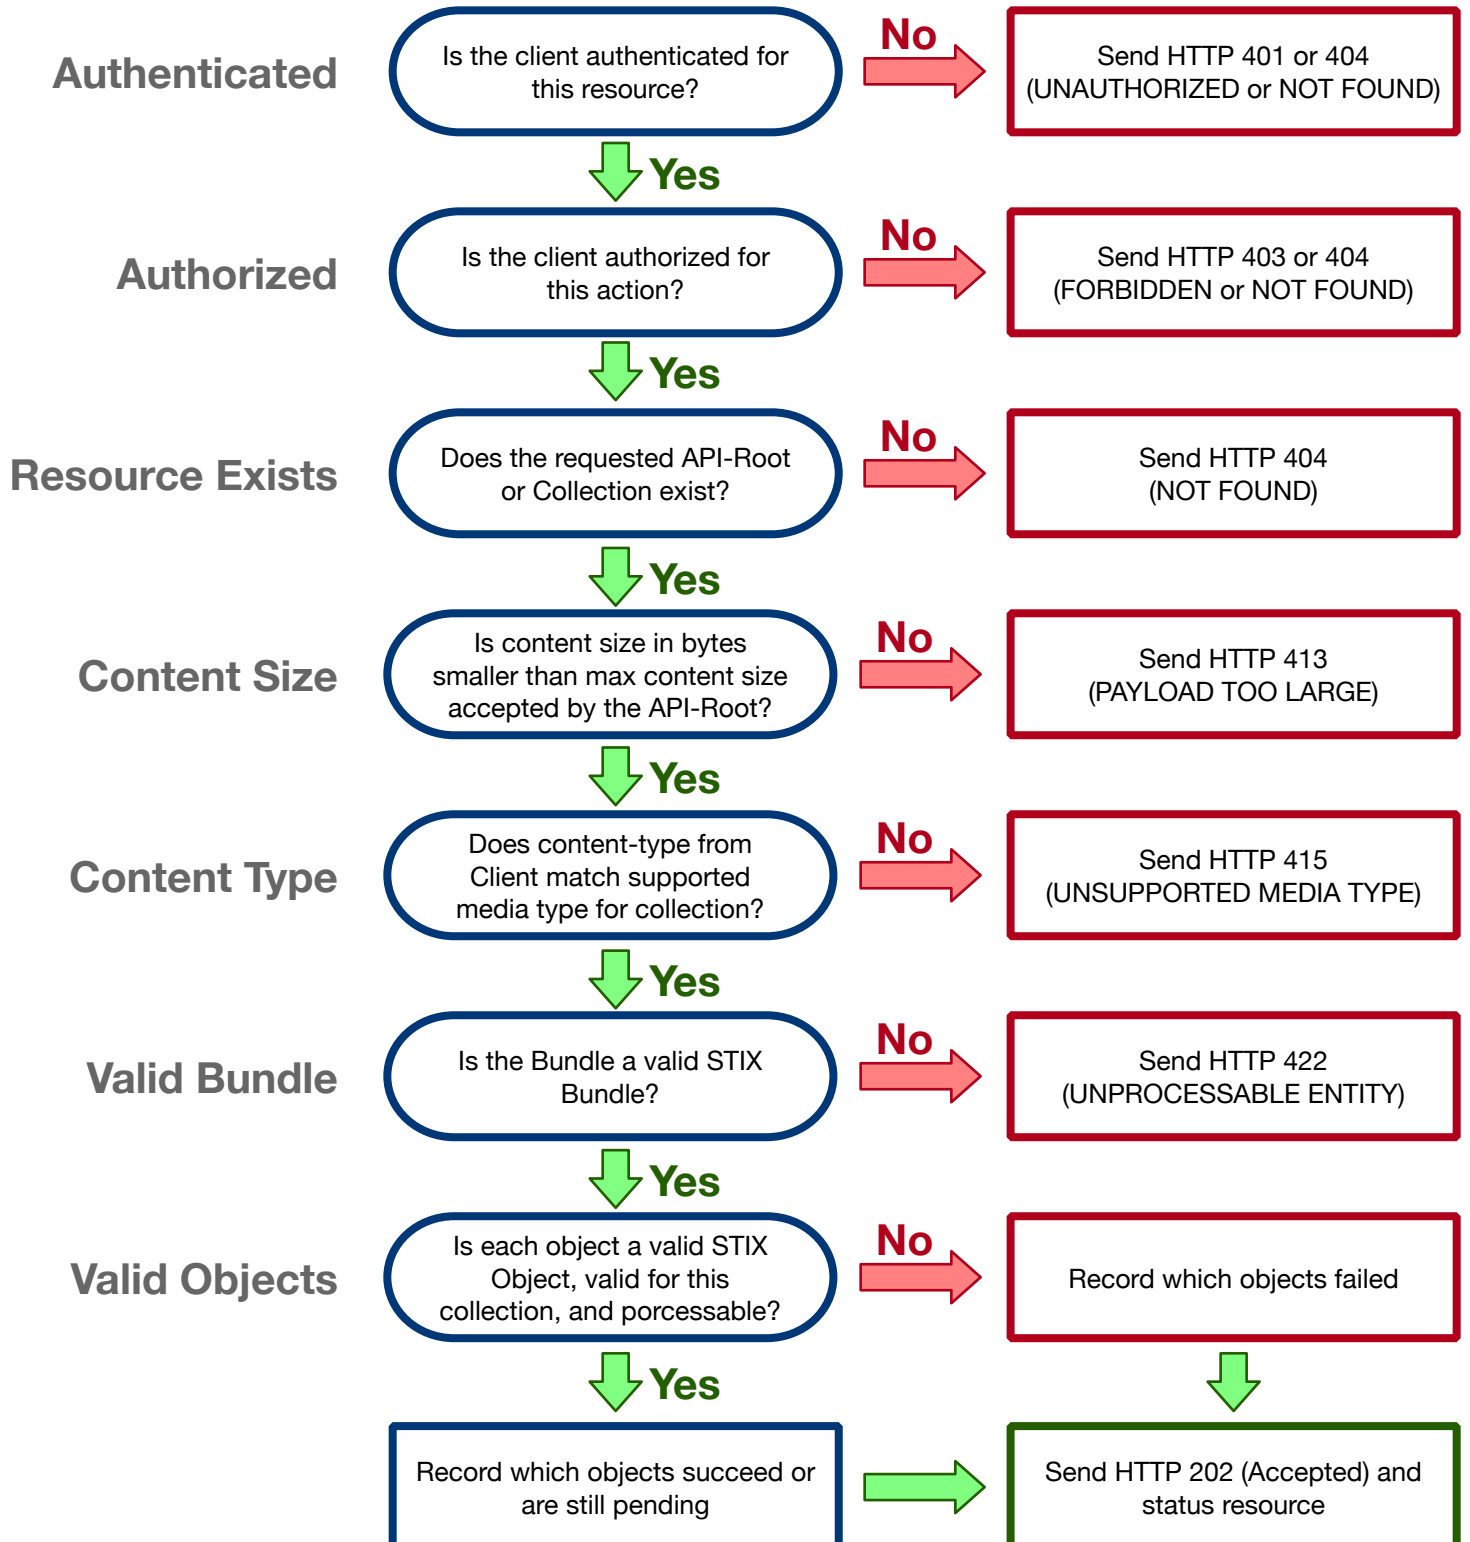 Authenticated
Is the client authenticated for
this resource?
No
Send HTTP 401 or 404
(UNAUTHORIZED or NOT FOUND)
Yes
Authorized
Is the client authorized for
this action?
No
Send HTTP 403 or 404
(FORBIDDEN or NOT FOUND)
Yes
Resource Exists
Does the requested API-Root
or Collection exist?
No
Send HTTP 404
(NOT FOUND)
Yes
Content Size
Is content size in bytes
smaller than max content size
accepted by the API-Root?
No
Send HTTP 413
(PAYLOAD TOO LARGE)
Yes
Content Type
Does content-type from
Client match supported
media type for collection?
No
Send HTTP 415
(UNSUPPORTED MEDIA TYPE)
Yes
Valid Bundle
Is the Bundle a valid STIX
Bundle?
No
Send HTTP 422
(UNPROCESSABLE ENTITY)
Yes
Valid Objects
Is each object a valid STIX
Object, valid for this
collection, and porcessable?
No
Record which objects failed
Yes
Record which objects succeed or
are still pending
Send HTTP 202 (Accepted) and
status resource